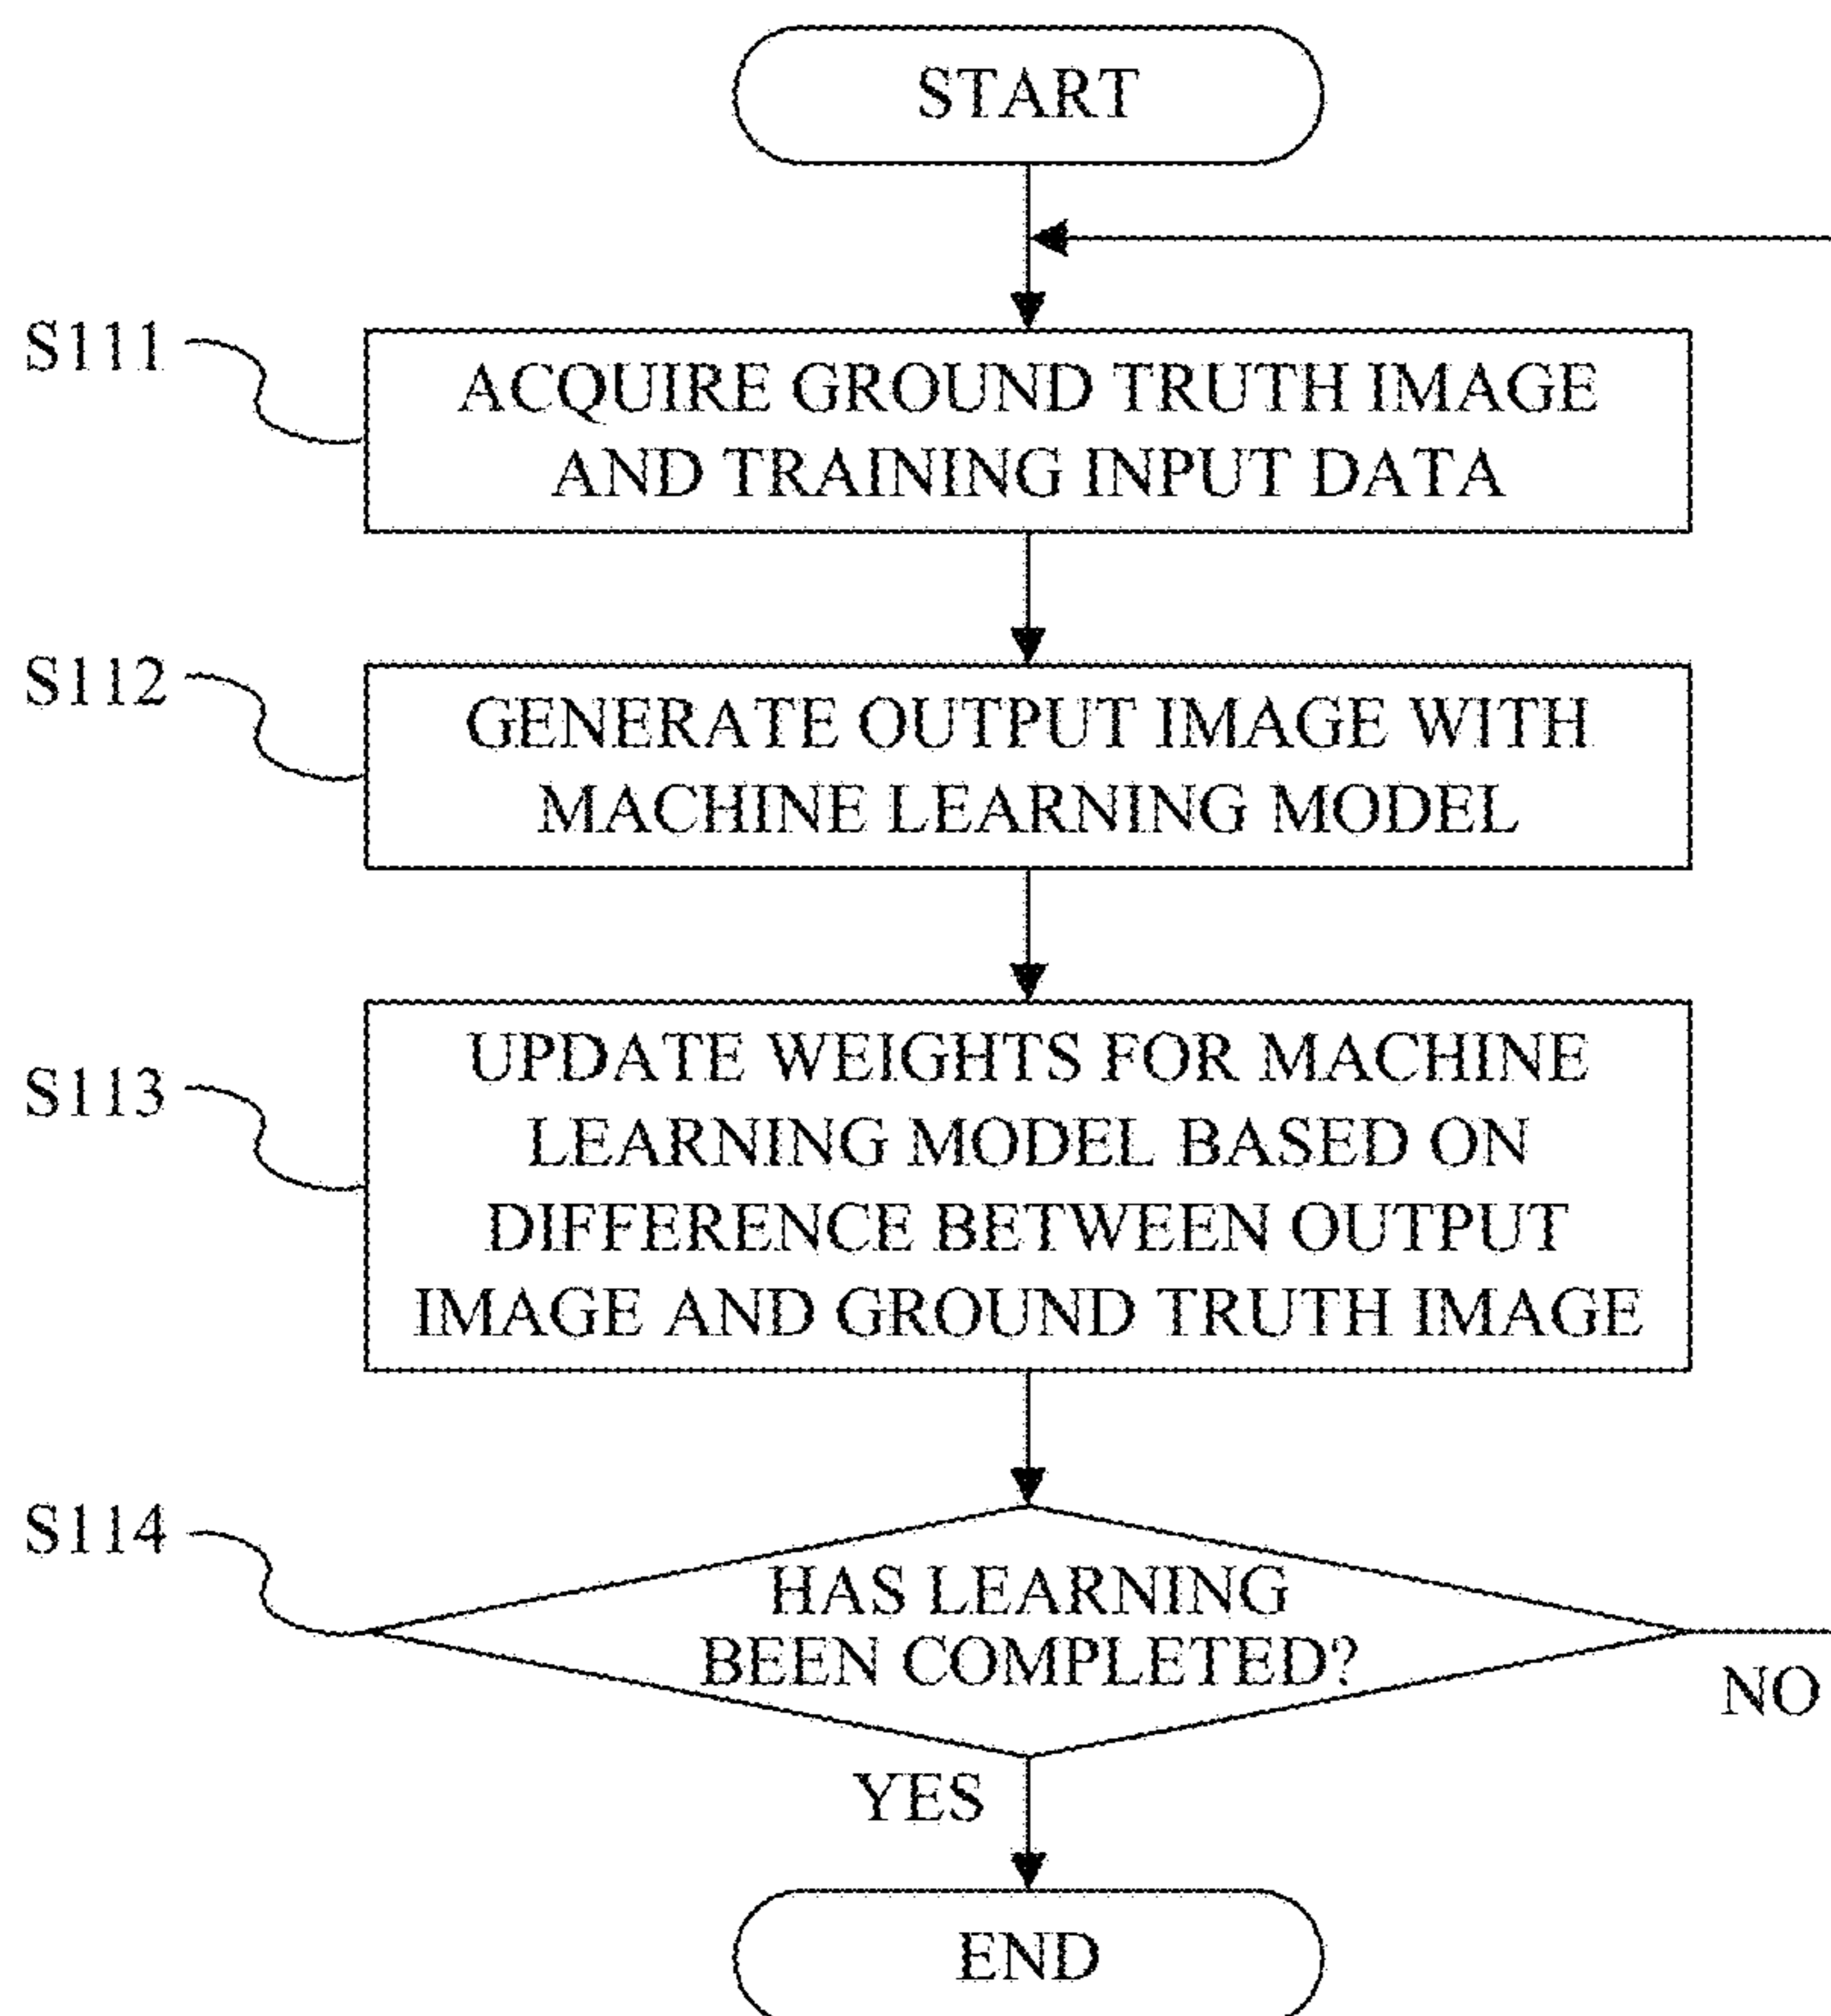 START
S111
ACQUIRE GROUND TRUTH IMAGE
AND TRAINING INPUT DATA
S112
GENERATE OUTPUT IMAGE WITH
MACHINE LEARNING MODEL
S113
UPDATE WEIGHTS FOR MACHINE
LEARNING MODEL BASED ON
DIFFERENCE BETWEEN OUTPUT
IMAGE AND GROUND TRUTH IMAGE
S114
HAS LEARNING
BEEN COMPLETED?
NO
YES
END